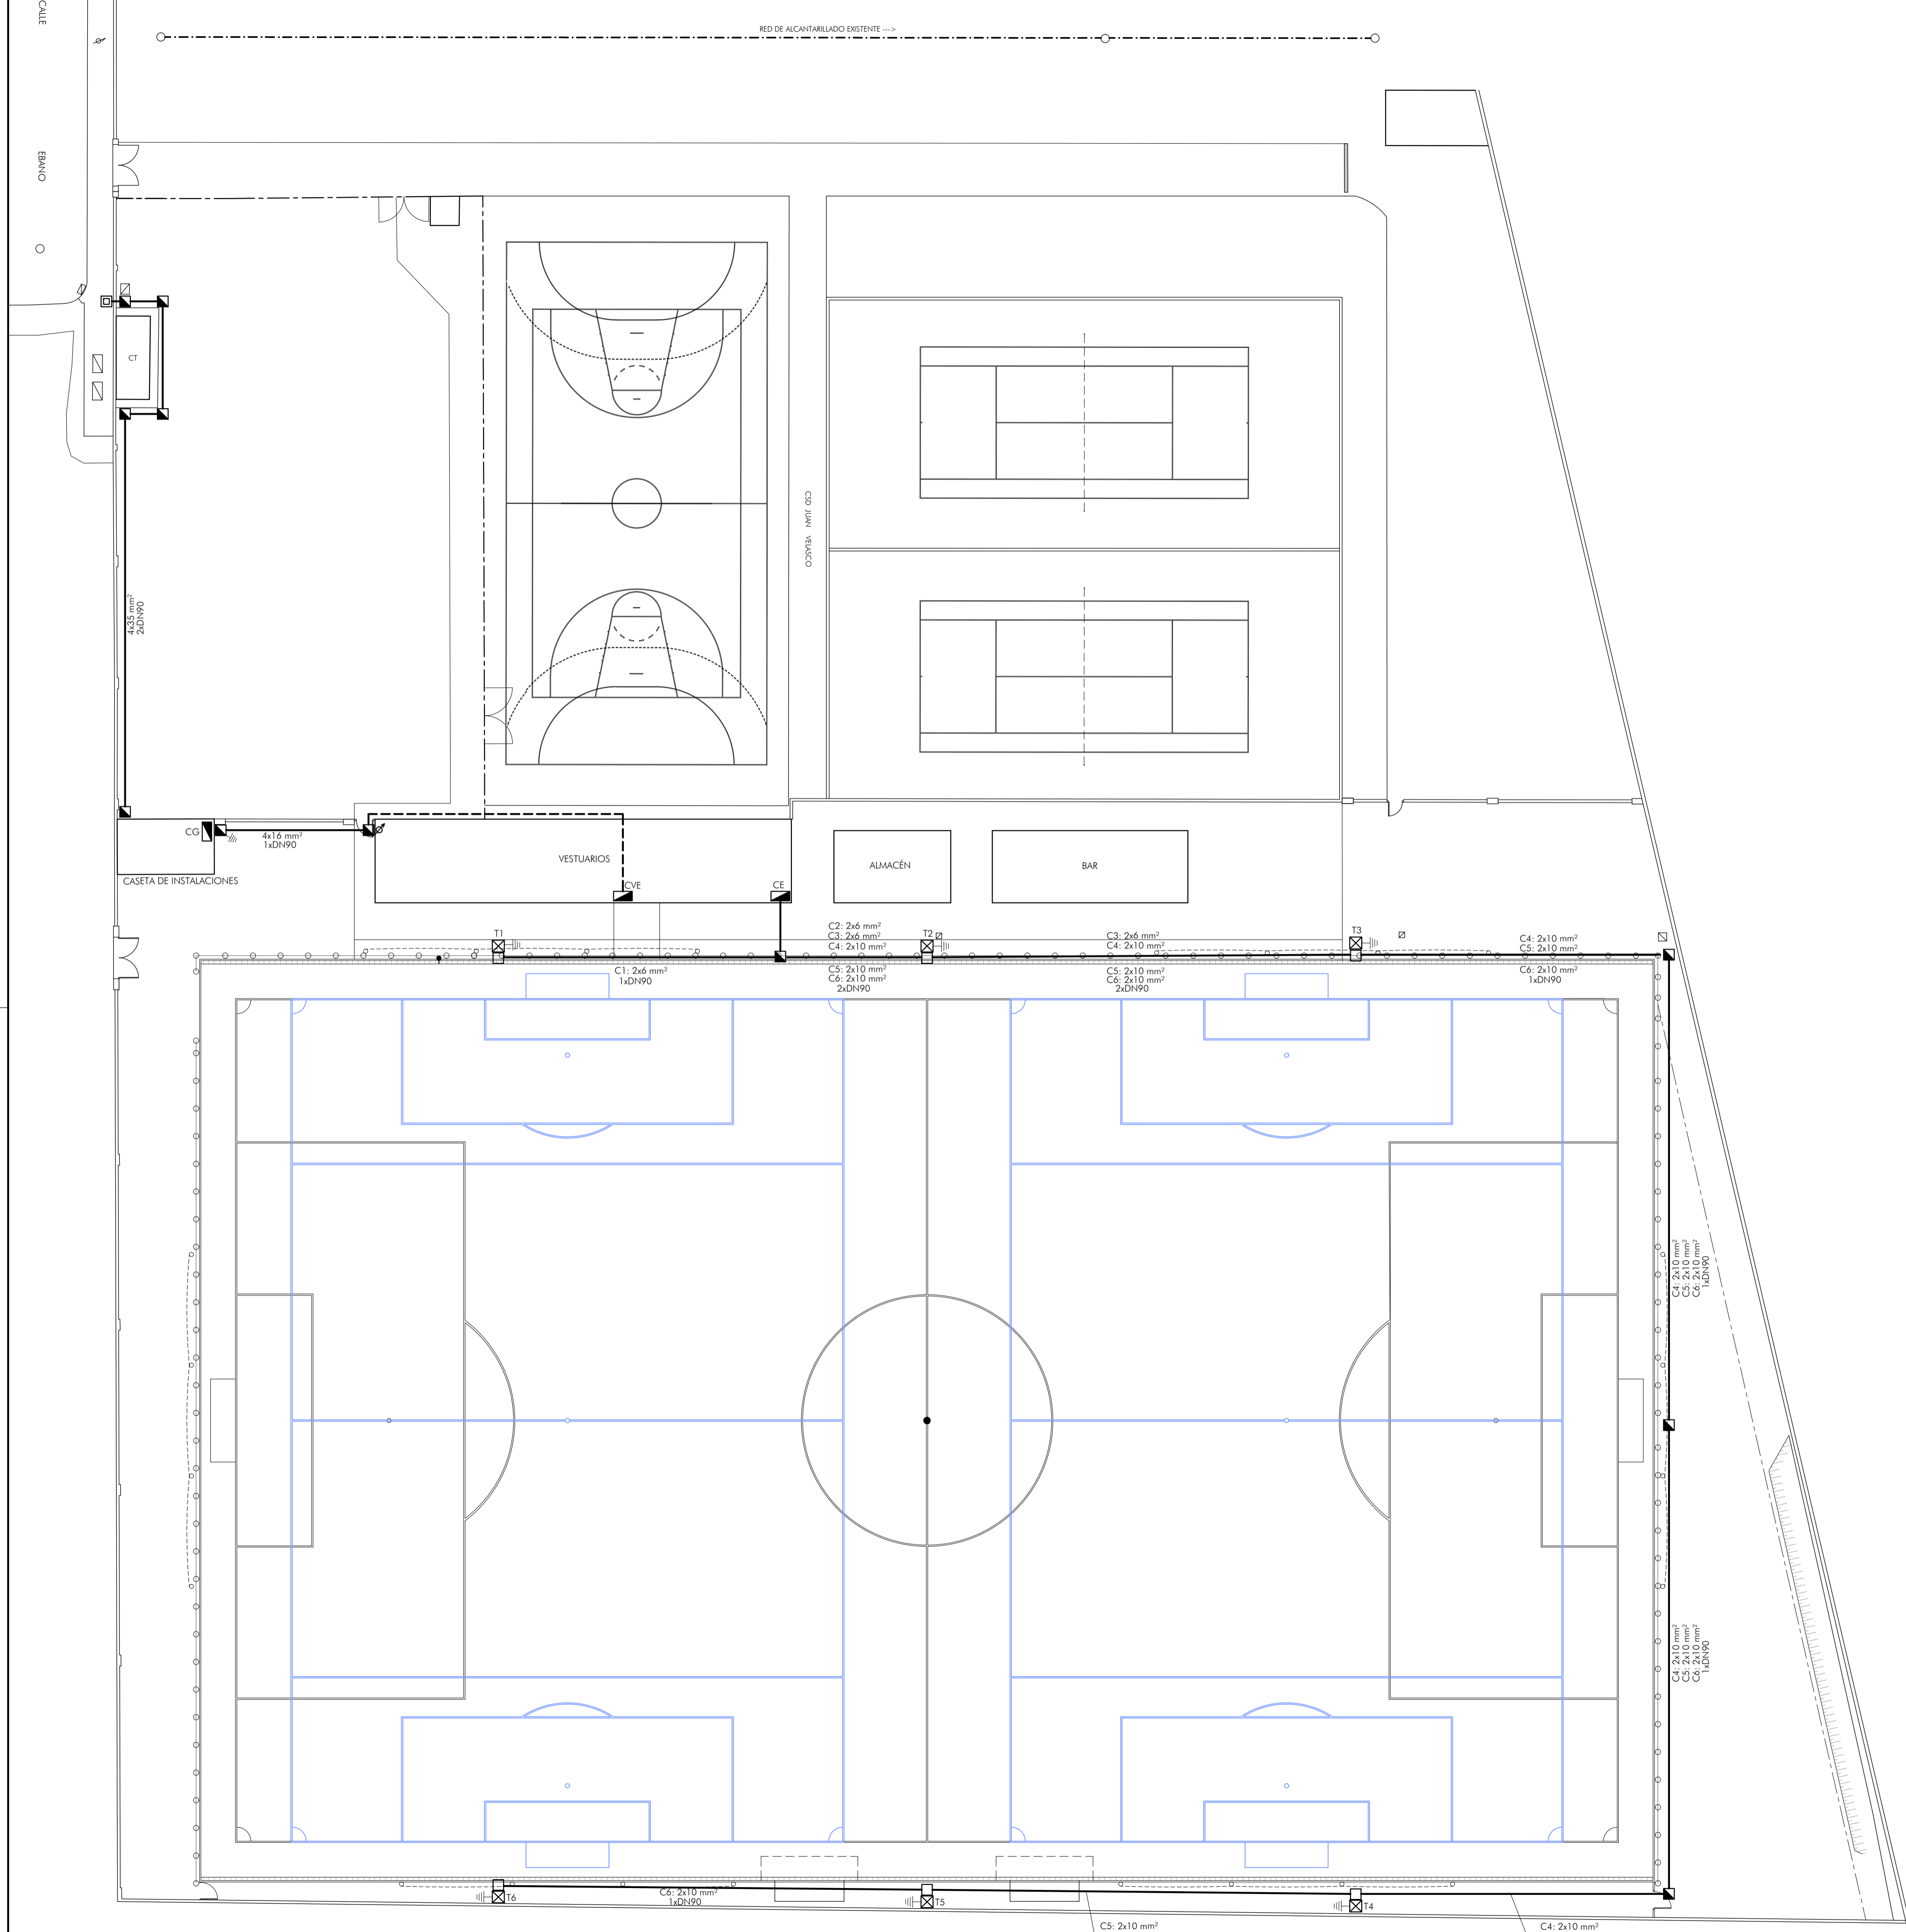 CALLE
EBANO
RED DE ALCANTARILLADO EXISTENTE --->
CT
CSD JUAN VELASCO
4x35 mm²
2xDN90
CG
4x16 mm²
1xDN90
CASETA DE INSTALACIONES
VESTUARIOS
CVE
CE
ALMACÉN
BAR
T1
C1: 2x6 mm²
1xDN90
C2: 2x6 mm²
C3: 2x6 mm²
C4: 2x10 mm²
C5: 2x10 mm²
C6: 2x10 mm²
2xDN90
T2
C3: 2x6 mm²
C4: 2x10 mm²
C5: 2x10 mm²
C6: 2x10 mm²
2xDN90
T3
C4: 2x10 mm²
C5: 2x10 mm²
C6: 2x10 mm²
1xDN90
C4: 2x10 mm²
C5: 2x10 mm²
C6: 2x10 mm²
1xDN90
C4: 2x10 mm²
C5: 2x10 mm²
C6: 2x10 mm²
1xDN90
T6
C6: 2x10 mm²
1xDN90
T5
T4
C5: 2x10 mm²
C4: 2x10 mm²